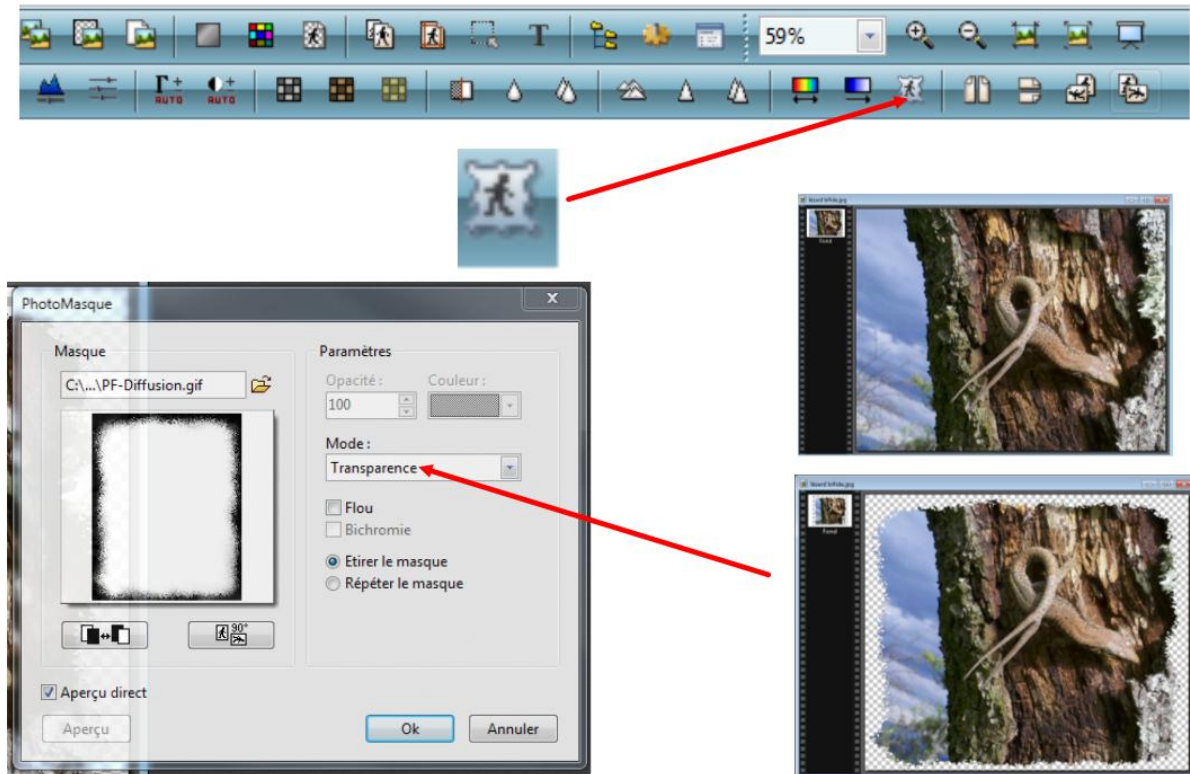 T
59%
Γ+
AUTO
+
AUTO
PhotoMasque
X
Masque
C:\...\PF-Diffusion.gif
90°
Aperçu direct
Aperçu
Paramètres
Opacité :
Couleur :
100
Mode :
Transparence
Flou
Bichromie
Etirer le masque
Répéter le masque
Ok
Annuler
Fond
Fond